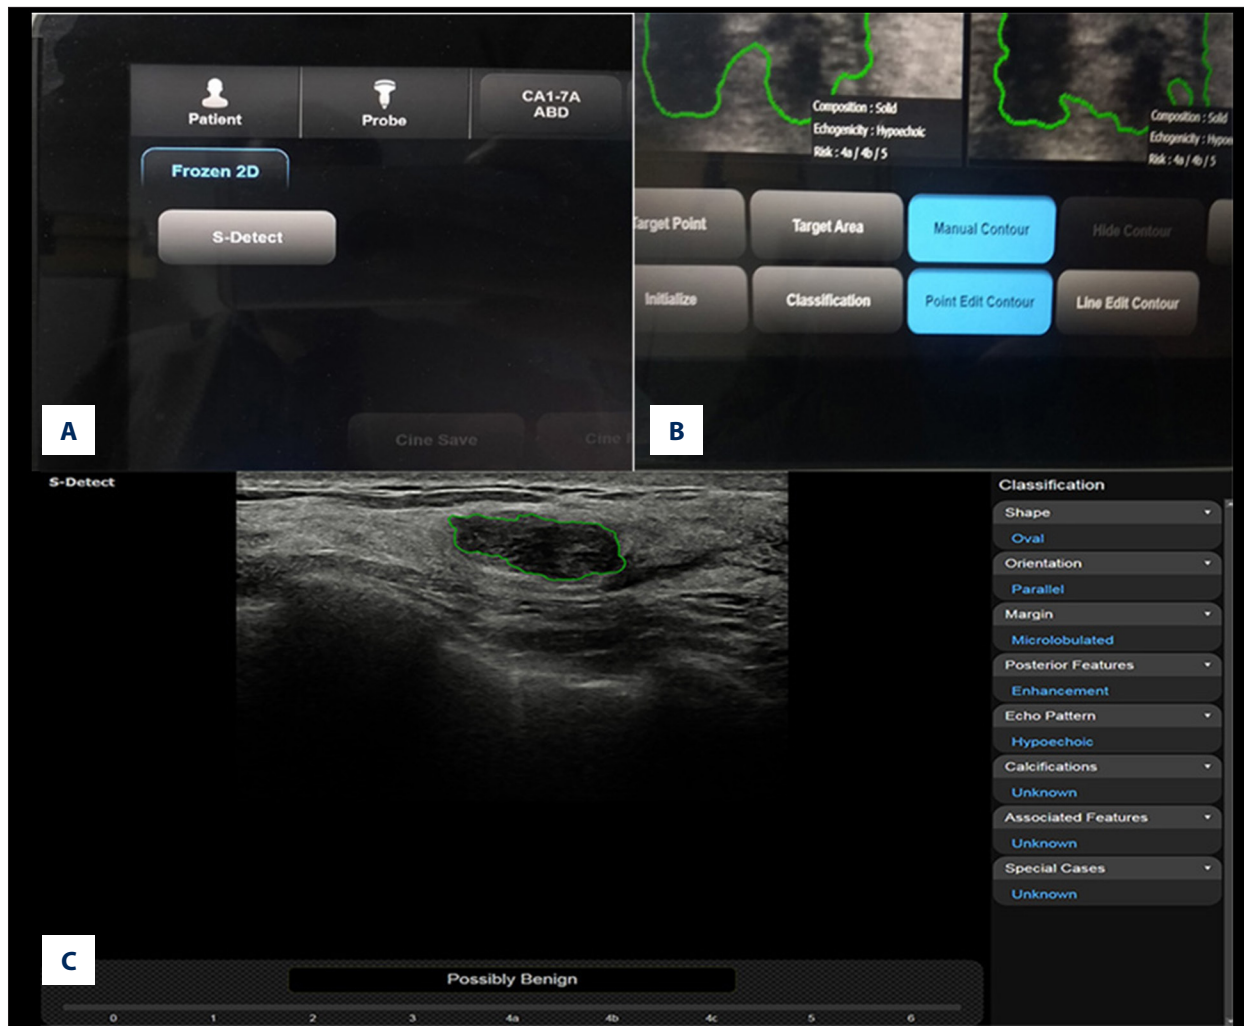 Patient
Probe
CA1-7A
ABD
Frozen 2D
S-Detect
Cine Save
Cine
A
Composition : Solid
Echogenicity : Hypoechoic
Risk : 4a / 4b / 5
Composition : Solid
Echogenicity : Hypoe
Risk : 4a / 4b / 5
Target Point
Target Area
Manual Contour
Hide Contour
Initialize
Classification
Point Edit Contour
Line Edit Contour
B
S-Detect
Classification
Shape
Oval
Orientation
Parallel
Margin
Microlobulated
Posterior Features
Enhancement
Echo Pattern
Hypoechoic
Calcifications
Unknown
Associated Features
Unknown
Special Cases
Unknown
C
Possibly Benign
0 1 2 3 4a 4b 4c 5 6